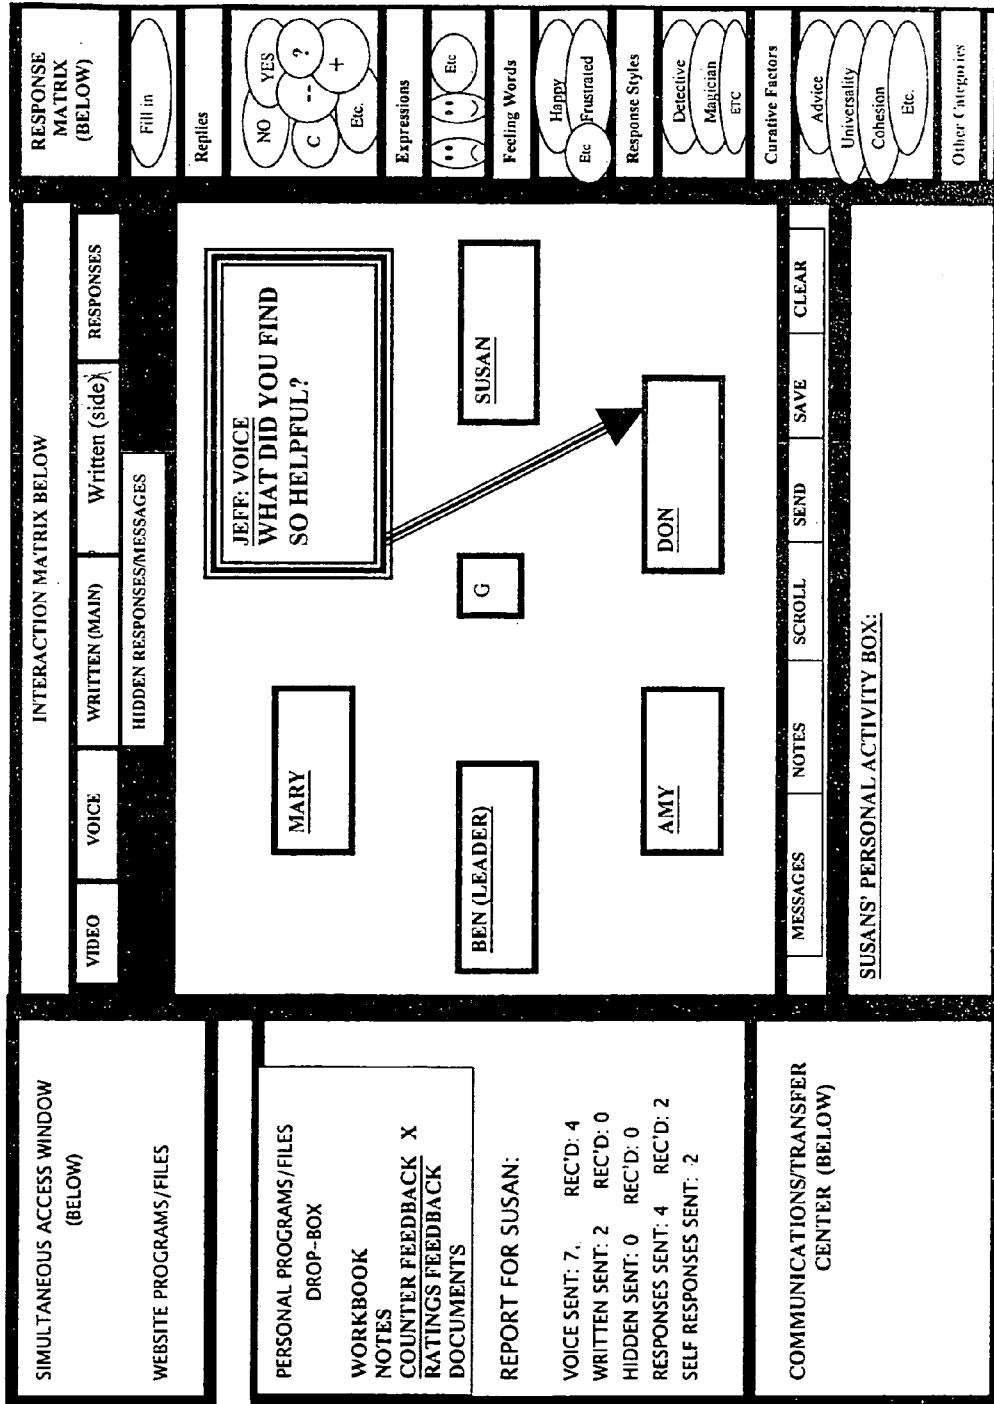 SIMULTANEOUS ACCESS WINDOW
(BELOW)
WEBSITE PROGRAMS/FILES
PERSONAL PROGRAMS/FILES
DROP-BOX
WORKBOOK
NOTES
COUNTER FEEDBACK X
RATINGS FEEDBACK
DOCUMENTS
REPORT FOR SUSAN:
VOICE SENT: 7. REC'D: 4
WRITTEN SENT: 2 REC'D: 0
HIDDEN SENT: 0 REC'D: 0
RESPONSES SENT: 4 REC'D: 2
SELF RESPONSES SENT: 2
COMMUNICATIONS/TRANSFER
CENTER (BELOW)
INTERACTION MATRIX BELOW
VIDEO
VOICE
WRITTEN (MAIN)
Written (side)
RESPONSES
HIDDEN RESPONSES/MESSAGES
MARY
JEFF: VOICE
WHAT DID YOU FIND
SO HELPFUL?
BEN (LEADER)
G
SUSAN
AMY
DON
MESSAGES
NOTES
SCROLL
SEND
SAVE
CLEAR
SUSANS' PERSONAL ACTIVITY BOX:
RESPONSE
MATRIX
(BELOW)
Fill in
Replies
NO
YES
C
--
?
Etc.
+
Expressions
Etc
Feeling Words
Happy
Etc
Frustrated
Response Styles
Detective
Magician
ETC
Curative Factors
Advice
Universality
Cohesion
Etc.
Other Categories